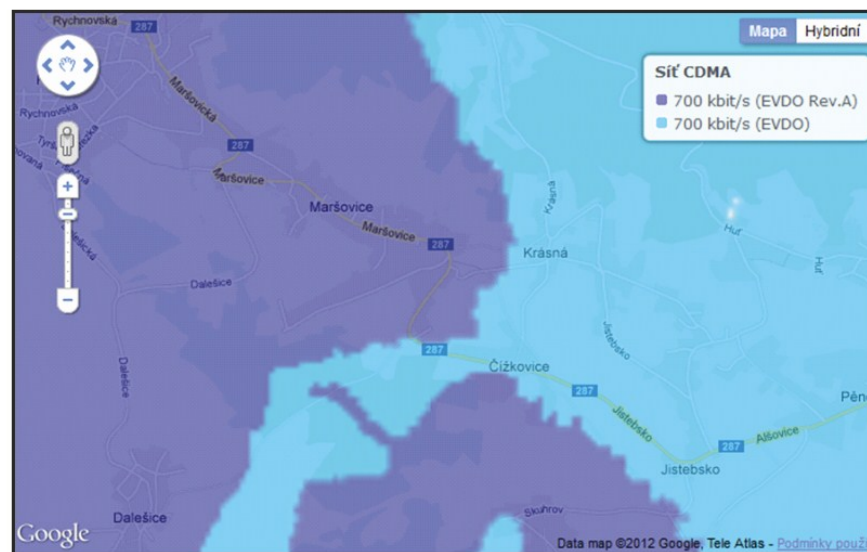 Rychnovská
287
Mapa
Hybridní
Síť CDMA
700 kbit/s (EVDO Rev.A)
700 kbit/s (EVDO)
Rychnovská
Maršovická
287
Maršovice
Maršovice
Maršovice
287
Krásná
Krásná
Huť
Huť
Dalešice
287
Čížkovice
Jistebsko
287
Jistebsko
Dalešice
Alšovice
287
Jistebsko
Skuhrov
Dalešice
Google
Data map ©2012 Google, Tele Atlas -